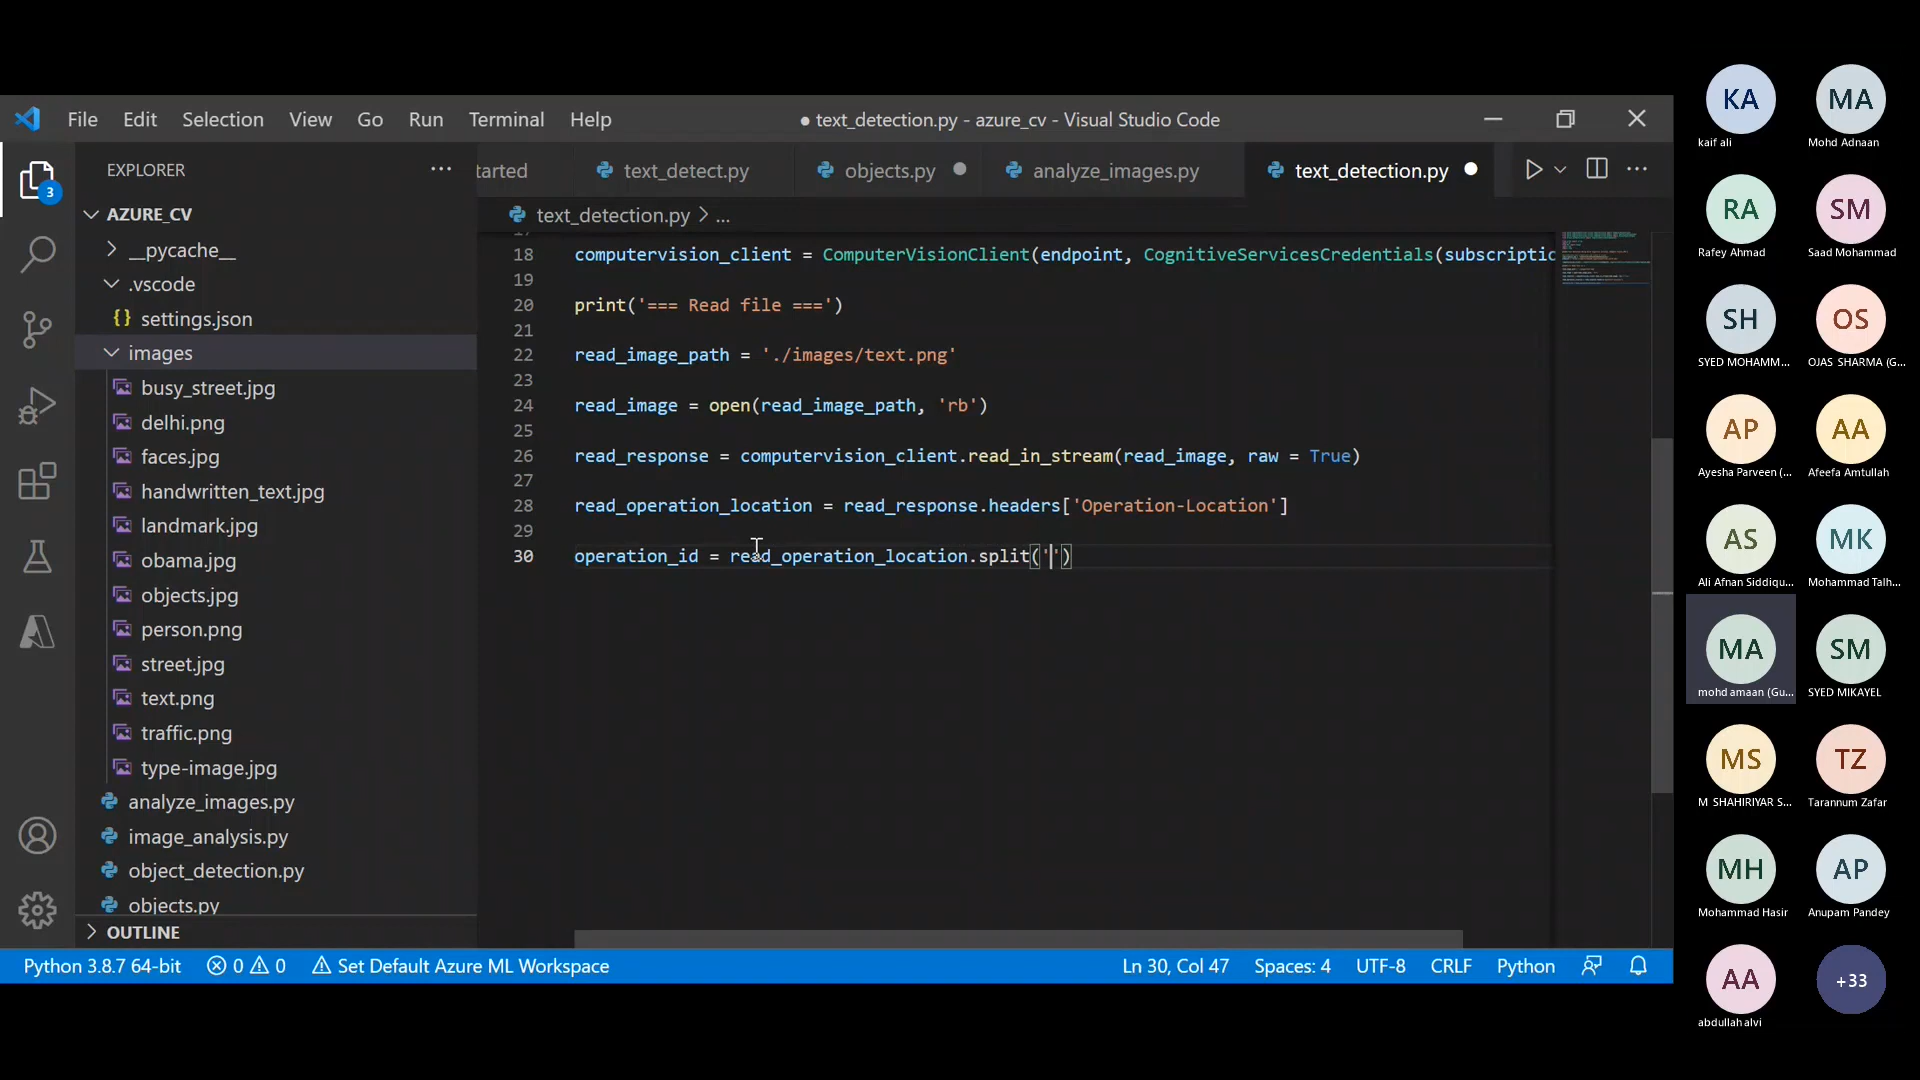 File Edit Selection View Go Run Terminal Help
● text_detection.py - azure_cv - Visual Studio Code
EXPLORER
AZURE_CV
__pycache__
.vscode
{} settings.json
images
busy_street.jpg
delhi.png
faces.jpg
handwritten_text.jpg
landmark.jpg
obama.jpg
objects.jpg
person.png
street.jpg
text.png
traffic.png
type-image.jpg
analyze_images.py
image_analysis.py
object_detection.py
objects.py
OUTLINE
3
tarted text_detect.py objects.py analyze_images.py text_detection.py
text_detection.py > ...
18 computervision_client = ComputerVisionClient(endpoint, CognitiveServicesCredentials(subscriptic
19
20 print('=== Read file ===')
21
22 read_image_path = './images/text.png'
23
24 read_image = open(read_image_path, 'rb')
25
26 read_response = computervision_client.read_in_stream(read_image, raw = True)
27
28 read_operation_location = read_response.headers['Operation-Location']
29
30 operation_id = read_operation_location.split('')
Python 3.8.7 64-bit 0 0 Set Default Azure ML Workspace
Ln 30, Col 47 Spaces: 4 UTF-8 CRLF Python
KA MA
kaif ali Mohd Adnaan
RA SM
Rafey Ahmad Saad Mohammad
SH OS
SYED MOHAMM... OJAS SHARMA (G...
AP AA
Ayesha Parveen (... Afeefa Amtullah
AS MK
Ali Afnan Siddiqu... Mohammad Talh...
MA SM
mohd amaan (Gu... SYED MIKAYEL
MS TZ
M SHAHIRIYAR S... Tarannum Zafar
MH AP
Mohammad Hasir Anupam Pandey
AA +33
abdullah alvi